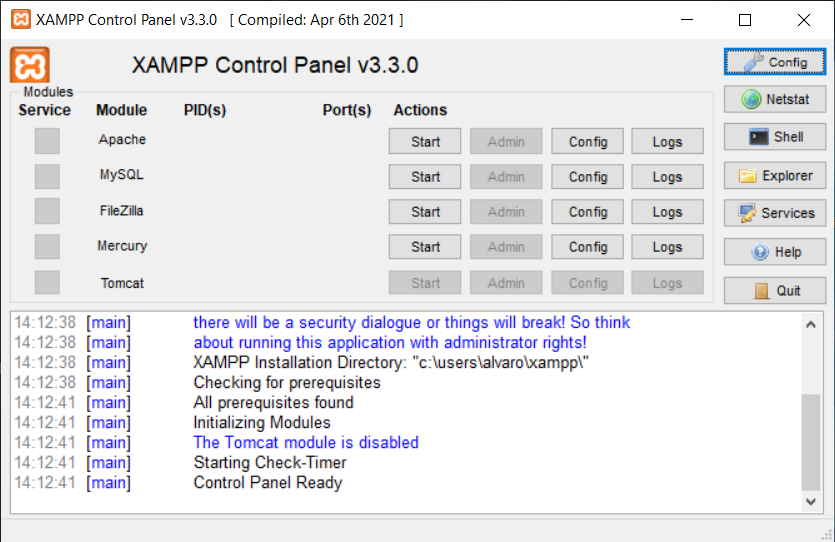 XAMPP Control Panel v3.3.0 [ Compiled: Apr 6th 2021 ]
XAMPP Control Panel v3.3.0
Config
Modules
Service Module PID(s) Port(s) Actions
Netstat
Apache Start Admin Config Logs
Shell
MySQL Start Admin Config Logs
Explorer
FileZilla Start Admin Config Logs
Services
Mercury Start Admin Config Logs
Help
Tomcat Start Admin Config Logs
Quit
14:12:38 [main] there will be a security dialogue or things will break! So think
14:12:38 [main] about running this application with administrator rights!
14:12:38 [main] XAMPP Installation Directory: "c:\users\alvaro\xampp\"
14:12:38 [main] Checking for prerequisites
14:12:41 [main] All prerequisites found
14:12:41 [main] Initializing Modules
14:12:41 [main] The Tomcat module is disabled
14:12:41 [main] Starting Check-Timer
14:12:41 [main] Control Panel Ready